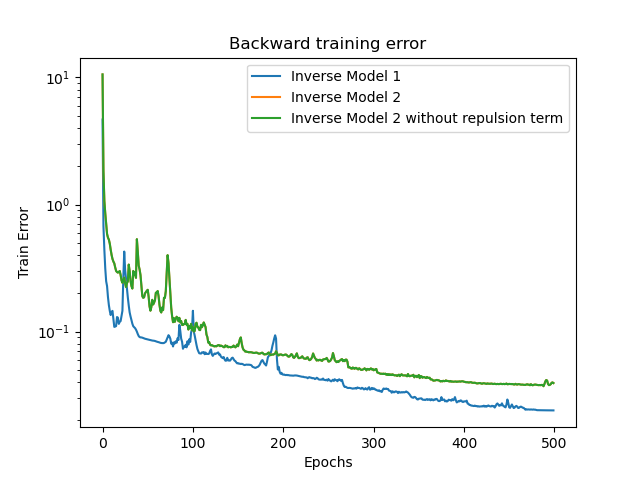 Backward training error
Inverse Model 1
Inverse Model 2
Inverse Model 2 without repulsion term
Train Error
10¹
10⁰
10⁻¹
0 100 200 300 400 500
Epochs